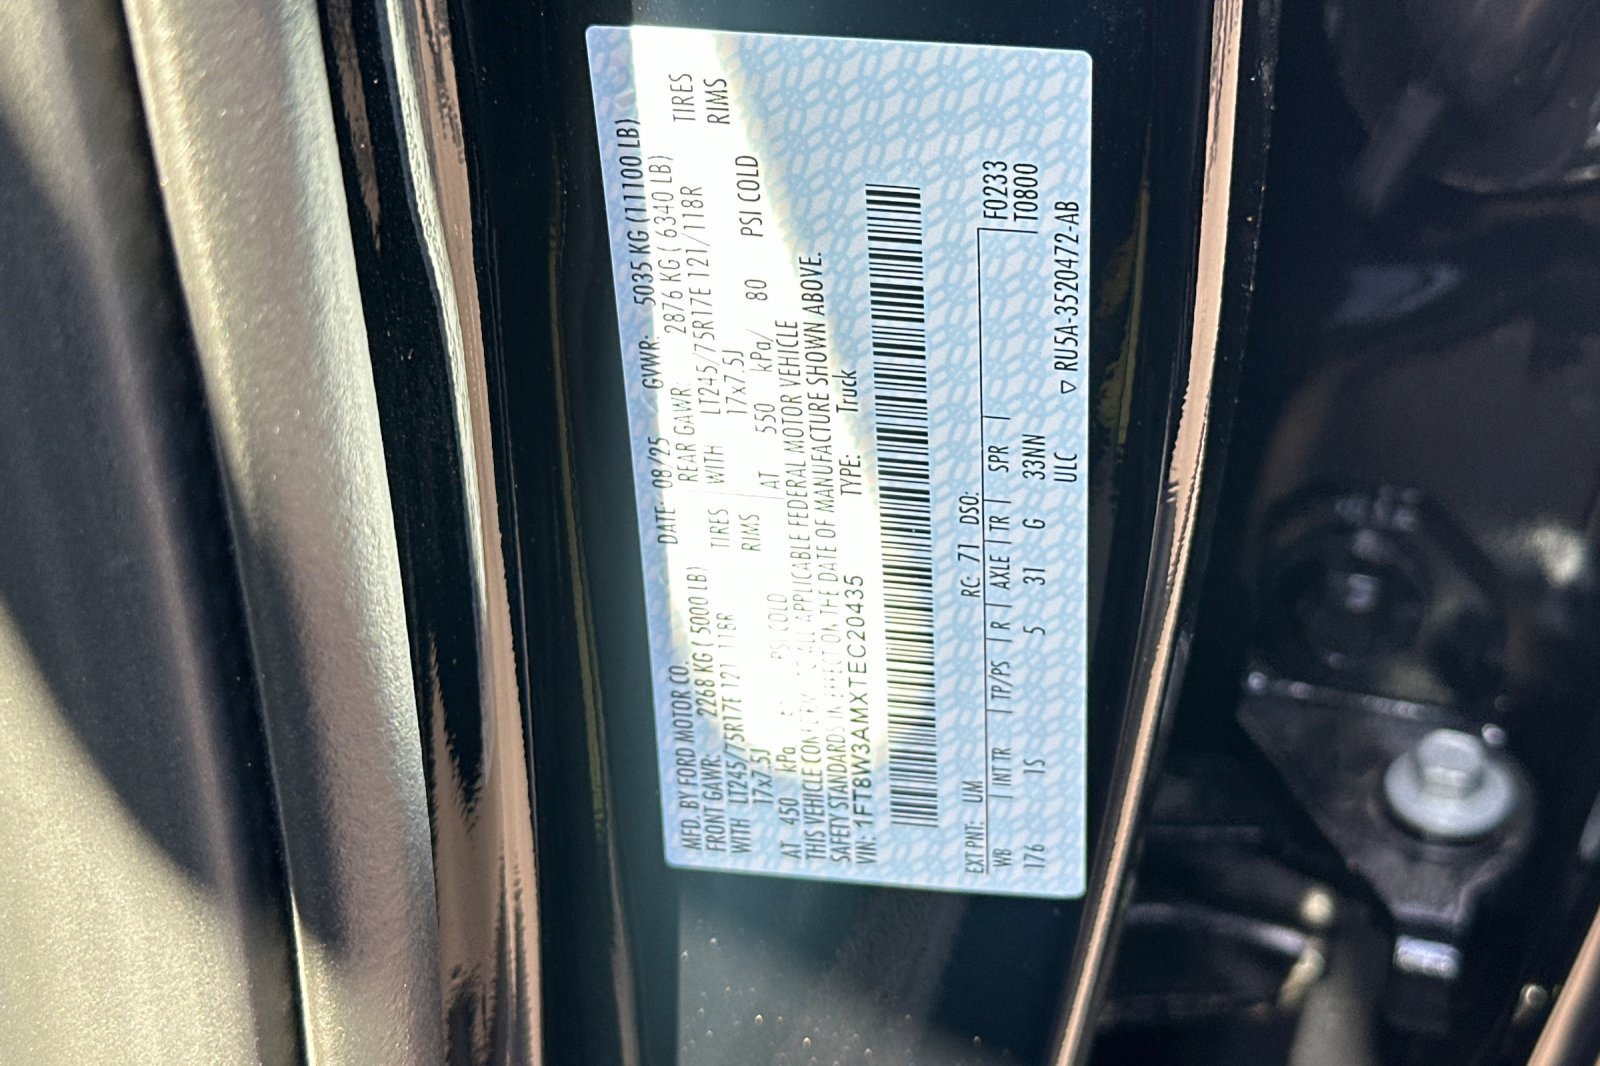 MFD. BY FORD MOTOR CO. DATE: 08/25 GVWR: 5035 KG (11100 LB)
FRONT GAWR: 2268 KG ( 5000 LB) REAR GAWR: 2876 KG ( 6340 LB)
WITH LT245/75R17E 121 118R TIRES WITH LT245/75R17E 121/118R TIRES
17x7.5J RIMS 17x7.5J RIMS
AT 450 kPa PSI COLD AT 550 kPa/ 80 PSI COLD
THIS VEHICLE ALL APPLICABLE FEDERAL MOTOR VEHICLE
SAFETY STANDARDS IN EFFECT ON THE DATE OF MANUFACTURE SHOWN ABOVE.
VIN: 1FT8W3AMXTEC20435 TYPE: Truck
EXT PNT: UM RC: 71 DSO: F0233
WB INT TR TP/PS R AXLE TR SPR T0800
176 1S 5 31 G 33NN
ULC ▽ RU5A-3520472-AB